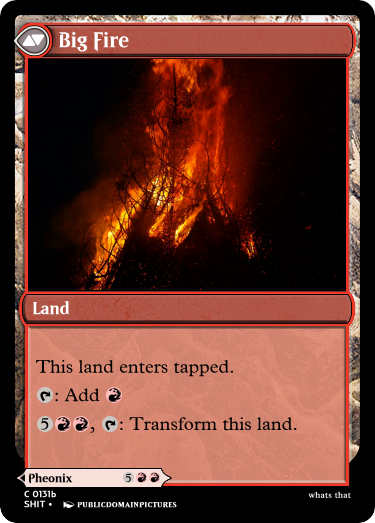 Big Fire
Land
This land enters tapped.
: Add
5, : Transform this land.
Pheonix 5
C 0131b
SHIT • PUBLICDOMAINPICTURES
whats that